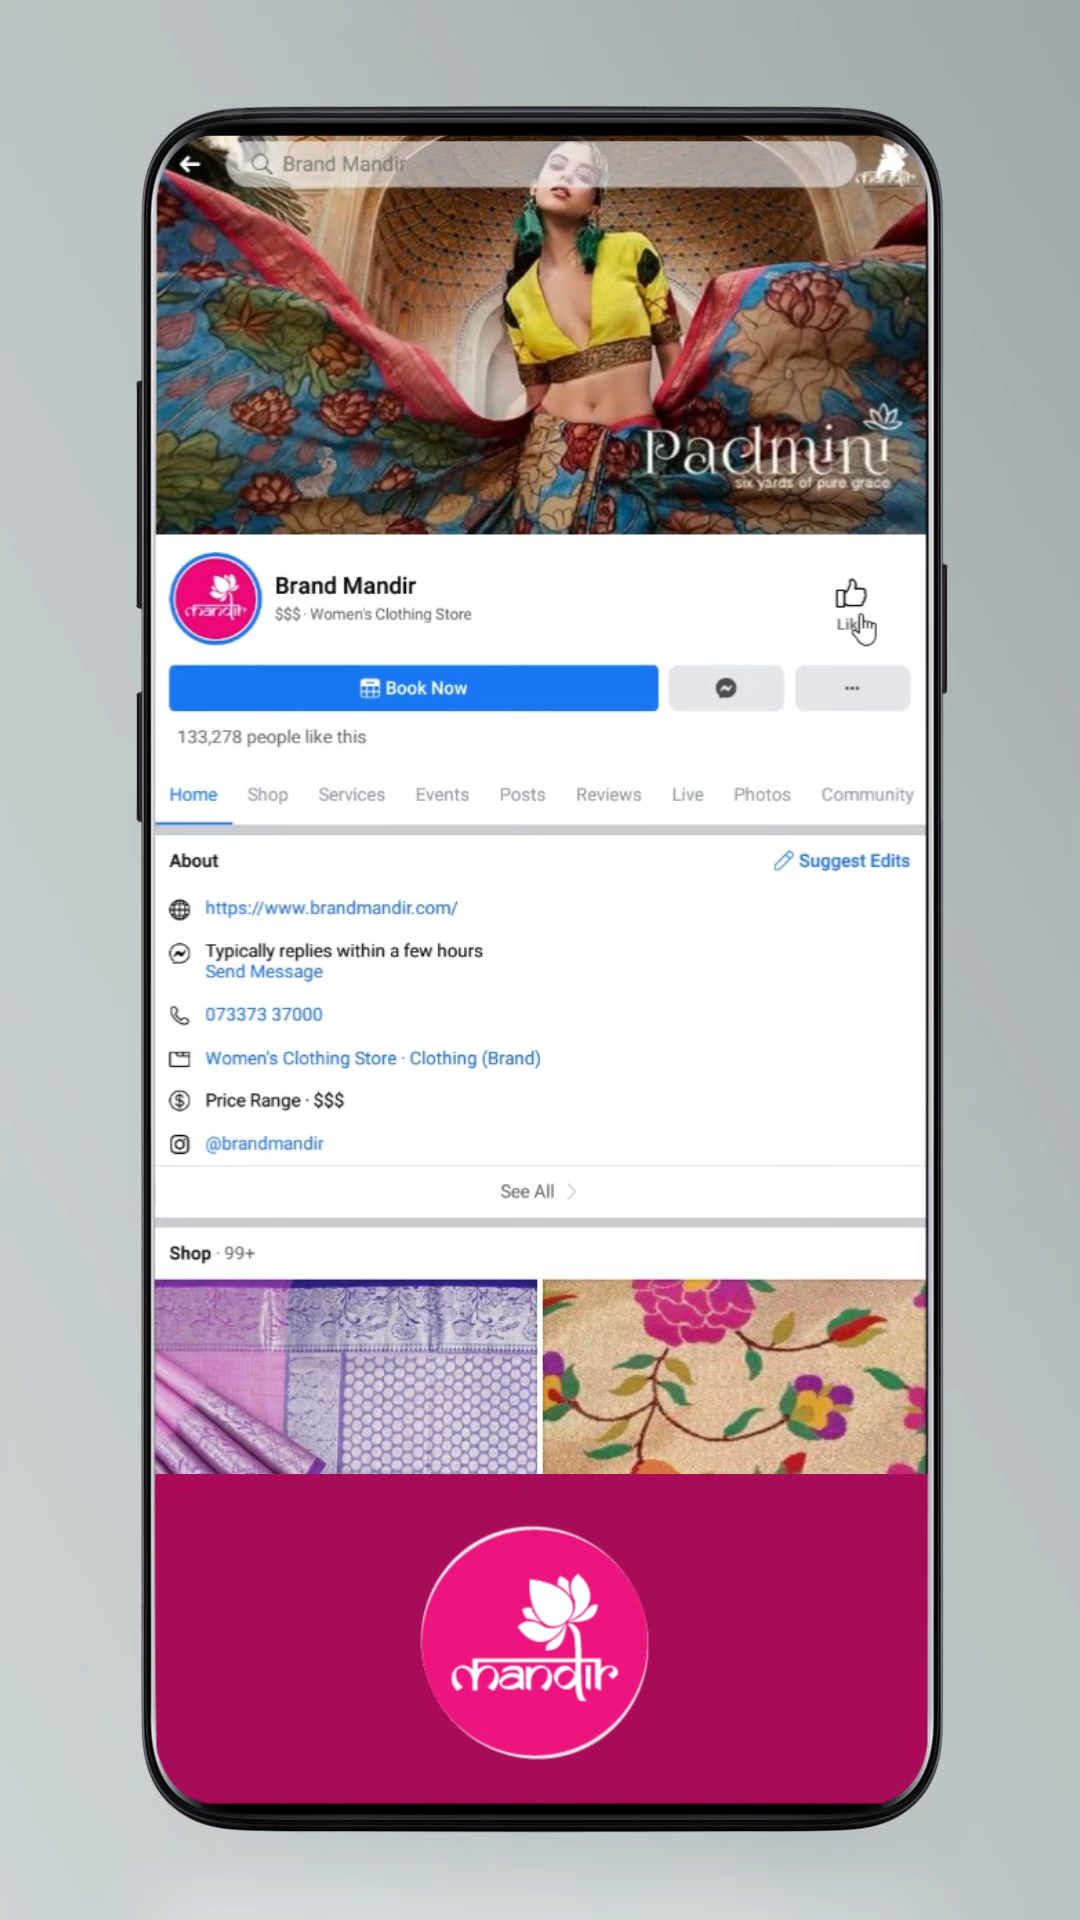 Brand Mandir
mandir
Padmini
six yards of pure grace
mandir
Brand Mandir
$$$ · Women's Clothing Store
Lik
Book Now
133,278 people like this
Home Shop Services Events Posts Reviews Live Photos Community
About
Suggest Edits
https://www.brandmandir.com/
Typically replies within a few hours
Send Message
073373 37000
Women's Clothing Store · Clothing (Brand)
Price Range · $$$
@brandmandir
See All
Shop · 99+
mandir